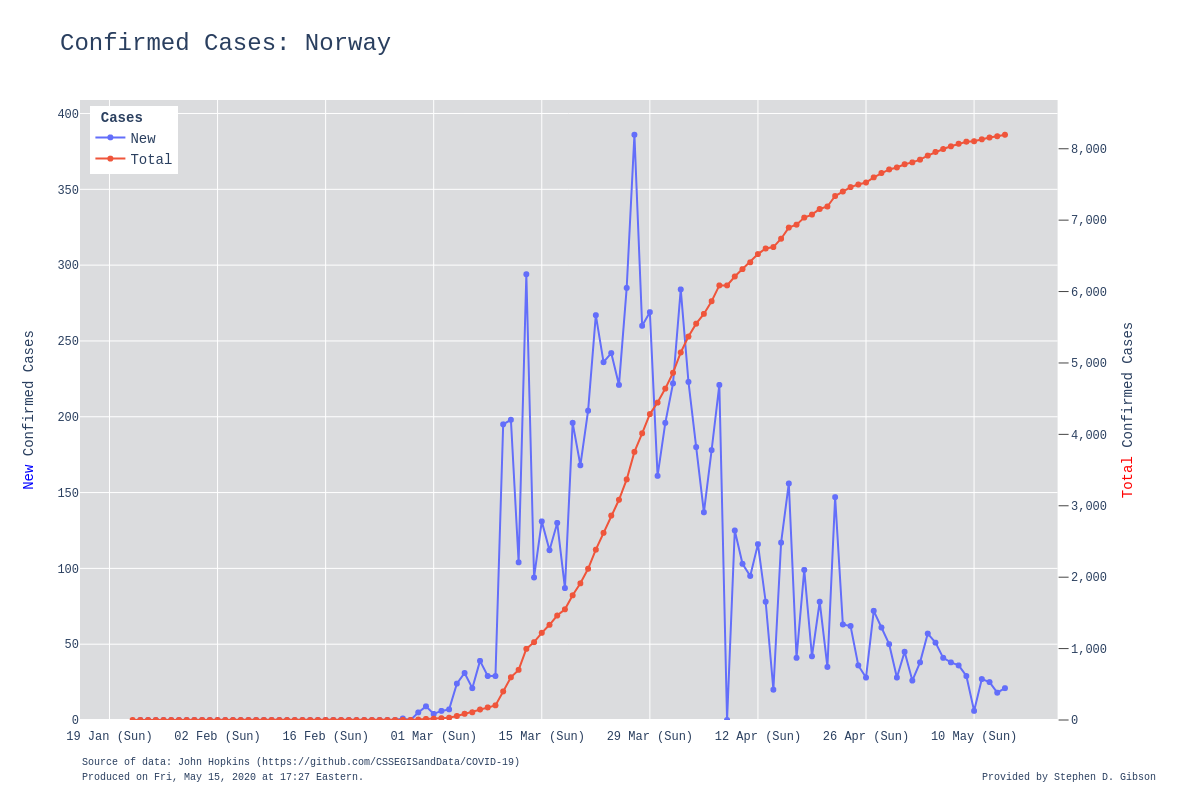 Confirmed Cases: Norway
Cases
New
Total
400
350
300
250
200
150
100
50
0
8,000
7,000
6,000
5,000
4,000
3,000
2,000
1,000
0
New Confirmed Cases
Total Confirmed Cases
19 Jan (Sun) 02 Feb (Sun) 16 Feb (Sun) 01 Mar (Sun) 15 Mar (Sun) 29 Mar (Sun) 12 Apr (Sun) 26 Apr (Sun) 10 May (Sun)
Source of data: John Hopkins (https://github.com/CSSEGISandData/COVID-19)
Produced on Fri, May 15, 2020 at 17:27 Eastern.
Provided by Stephen D. Gibson